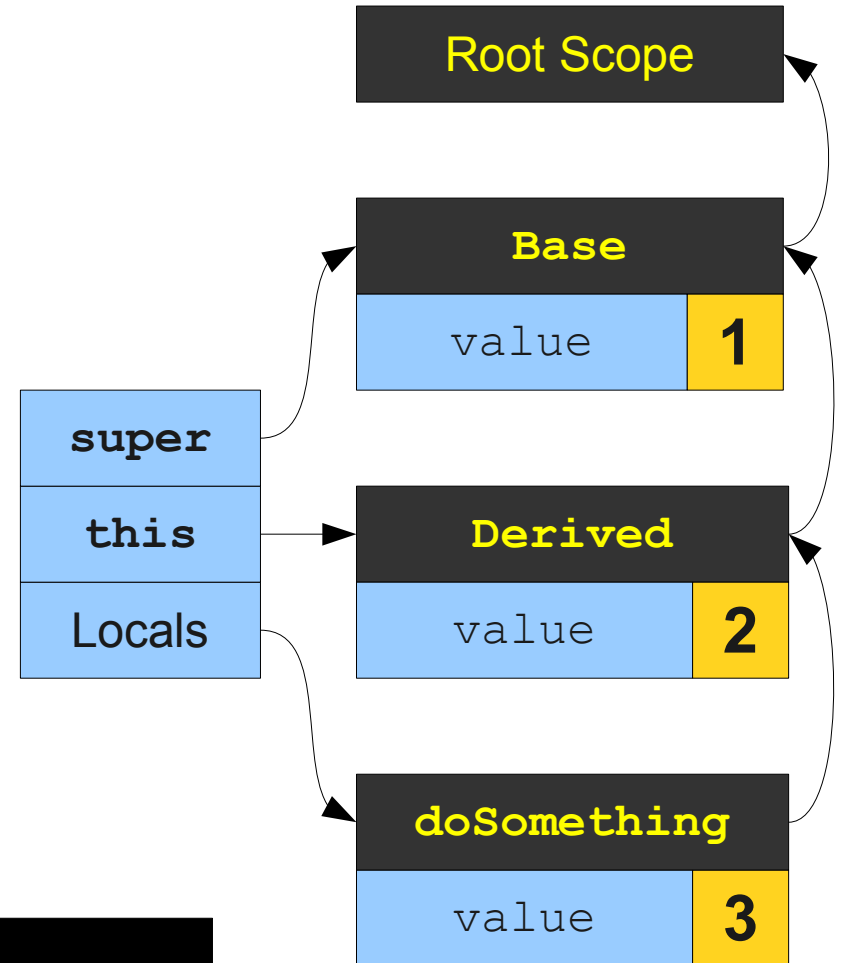 Root Scope
Base
value 1
super
this
Derived
Locals
value 2
doSomething
value 3